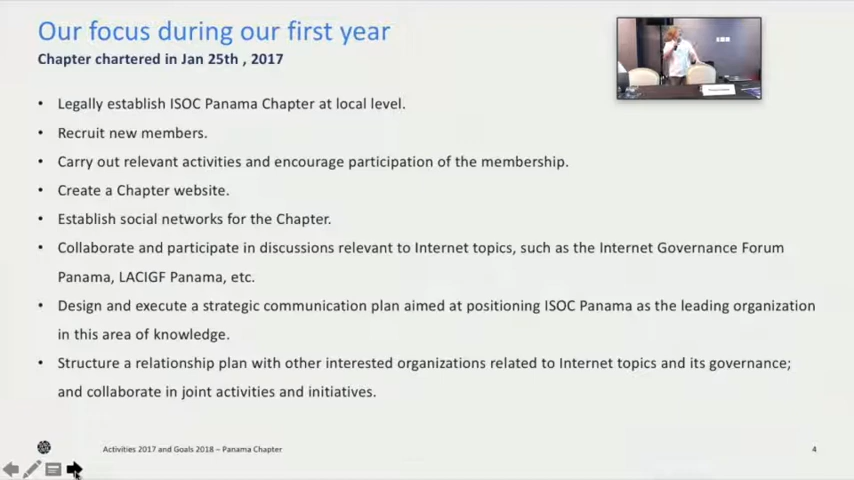 Our focus during our first year
Chapter chartered in Jan 25th , 2017
• Legally establish ISOC Panama Chapter at local level.
• Recruit new members.
• Carry out relevant activities and encourage participation of the membership.
• Create a Chapter website.
• Establish social networks for the Chapter.
• Collaborate and participate in discussions relevant to Internet topics, such as the Internet Governance Forum
Panama, LACIGF Panama, etc.
• Design and execute a strategic communication plan aimed at positioning ISOC Panama as the leading organization
in this area of knowledge.
• Structure a relationship plan with other interested organizations related to Internet topics and its governance;
and collaborate in joint activities and initiatives.
Activities 2017 and Goals 2018 – Panama Chapter
4